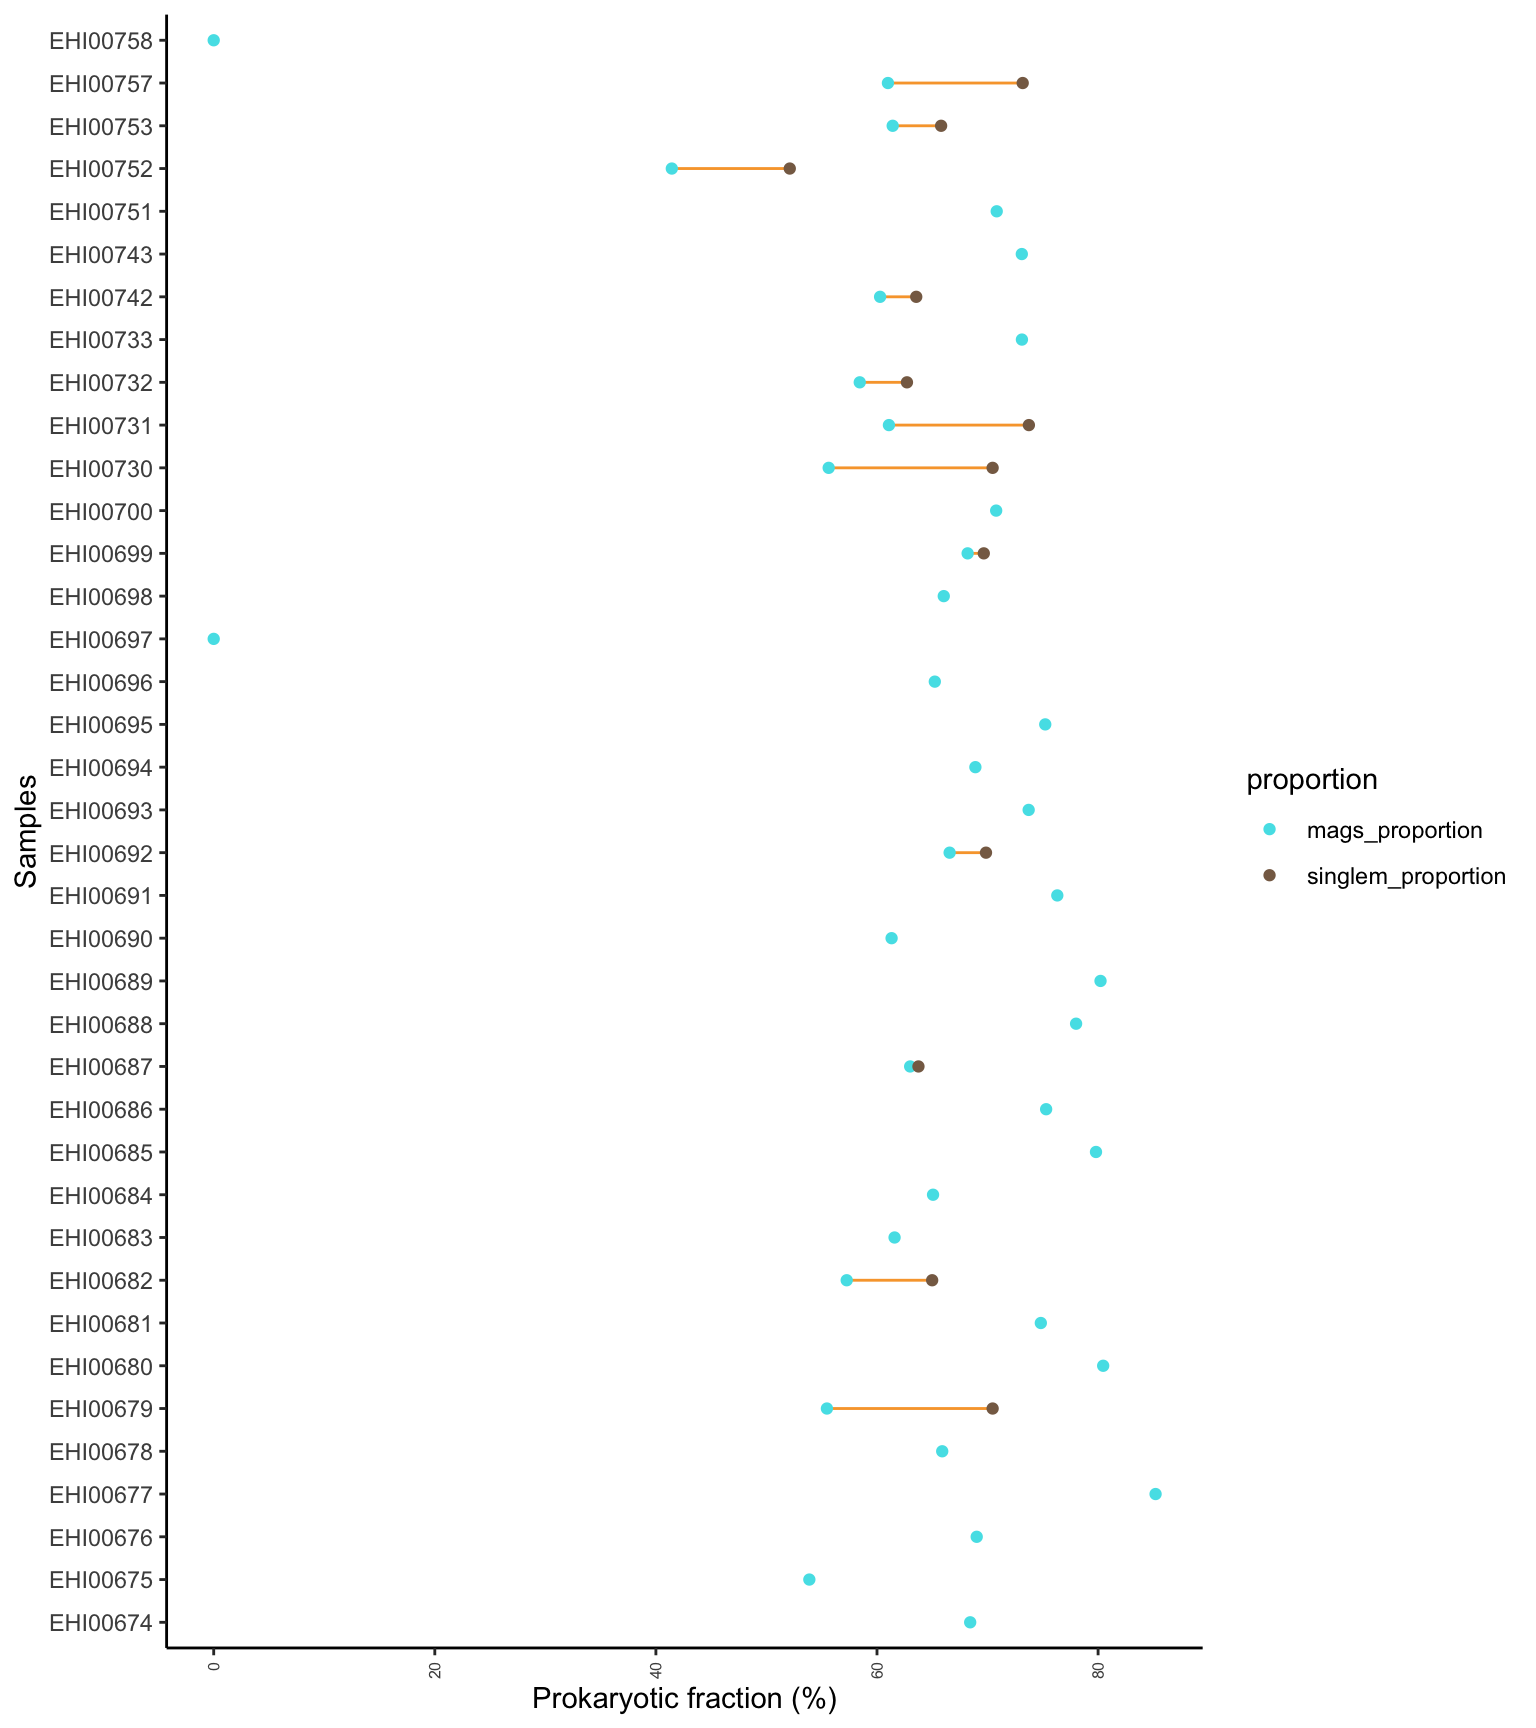 EHI00758
EHI00757
EHI00753
EHI00752
EHI00751
EHI00743
EHI00742
EHI00733
EHI00732
EHI00731
EHI00730
EHI00700
EHI00699
EHI00698
EHI00697
EHI00696
EHI00695
EHI00694
EHI00693
EHI00692
EHI00691
EHI00690
EHI00689
EHI00688
EHI00687
EHI00686
EHI00685
EHI00684
EHI00683
EHI00682
EHI00681
EHI00680
EHI00679
EHI00678
EHI00677
EHI00676
EHI00675
EHI00674
Samples
0 20 40 60 80
Prokaryotic fraction (%)
proportion
mags_proportion
singlem_proportion